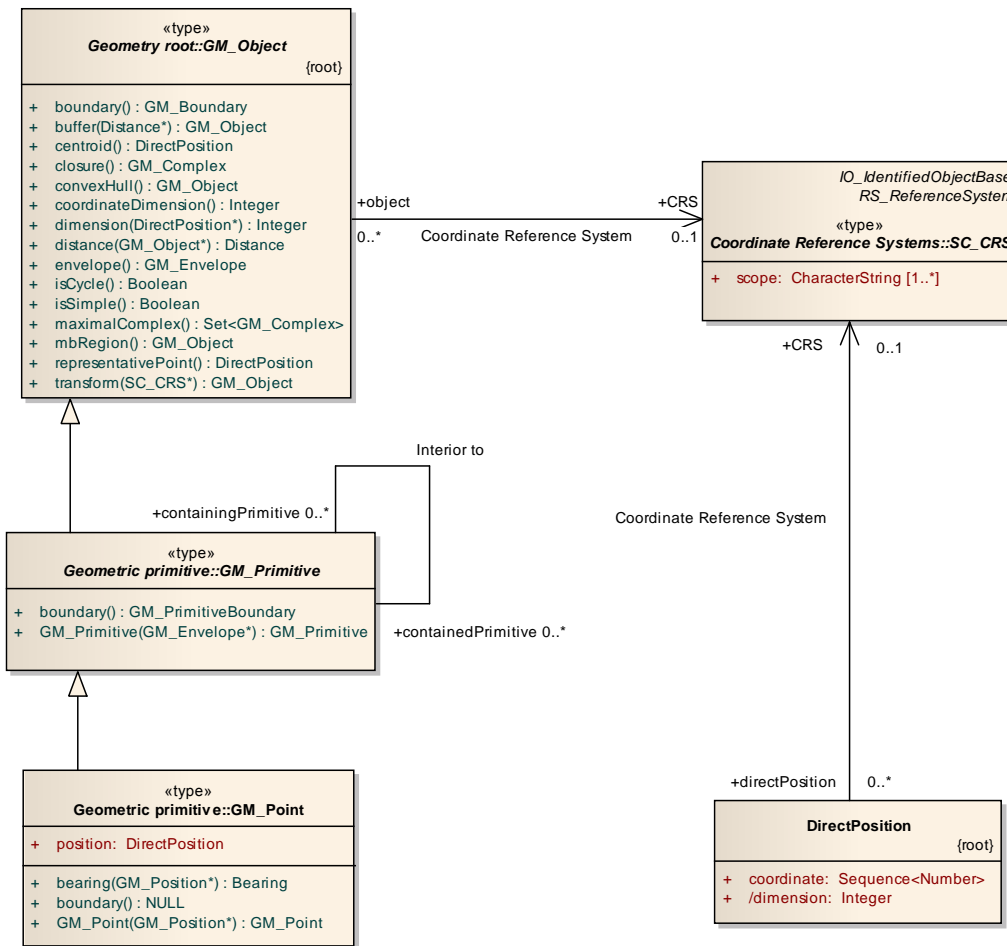 «type»
Geometry root::GM_Object
{root}
+ boundary() : GM_Boundary
+ buffer(Distance*) : GM_Object
+ centroid() : DirectPosition
+ closure() : GM_Complex
+ convexHull() : GM_Object
+ coordinateDimension() : Integer
+ dimension(DirectPosition*) : Integer
+ distance(GM_Object*) : Distance
+ envelope() : GM_Envelope
+ isCycle() : Boolean
+ isSimple() : Boolean
+ maximalComplex() : Set<GM_Complex>
+ mbRegion() : GM_Object
+ representativePoint() : DirectPosition
+ transform(SC_CRS*) : GM_Object
+object
0..*
Coordinate Reference System
+CRS
0..1
IO_IdentifiedObjectBase
RS_ReferenceSystem
«type»
Coordinate Reference Systems::SC_CRS
+ scope: CharacterString [1..*]
+CRS
0..1
Interior to
+containingPrimitive 0..*
Coordinate Reference System
«type»
Geometric primitive::GM_Primitive
+ boundary() : GM_PrimitiveBoundary
+ GM_Primitive(GM_Envelope*) : GM_Primitive
+containedPrimitive 0..*
«type»
Geometric primitive::GM_Point
+ position: DirectPosition
+ bearing(GM_Position*) : Bearing
+ boundary() : NULL
+ GM_Point(GM_Position*) : GM_Point
+directPosition
0..*
DirectPosition
{root}
+ coordinate: Sequence<Number>
+ /dimension: Integer